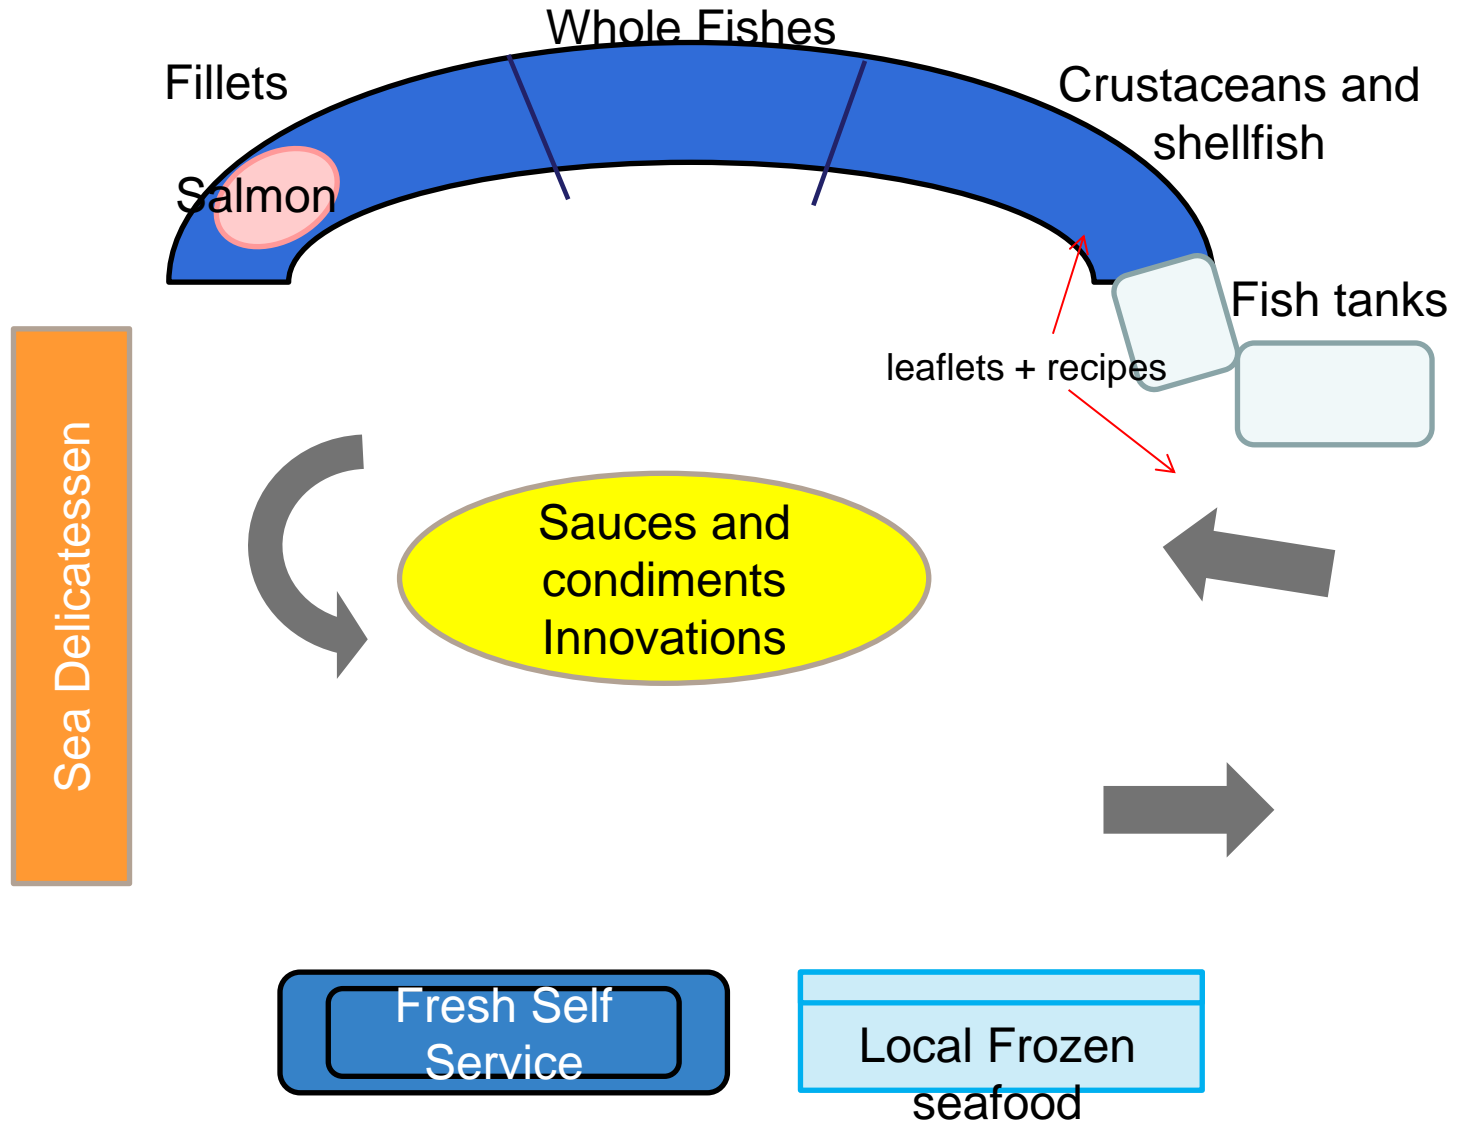 Whole Fishes
Fillets
Crustaceans and
shellfish
Salmon
Fish tanks
leaflets + recipes
Sea Delicatessen
Sauces and
condiments
Innovations
Fresh Self
Service
Local Frozen
seafood